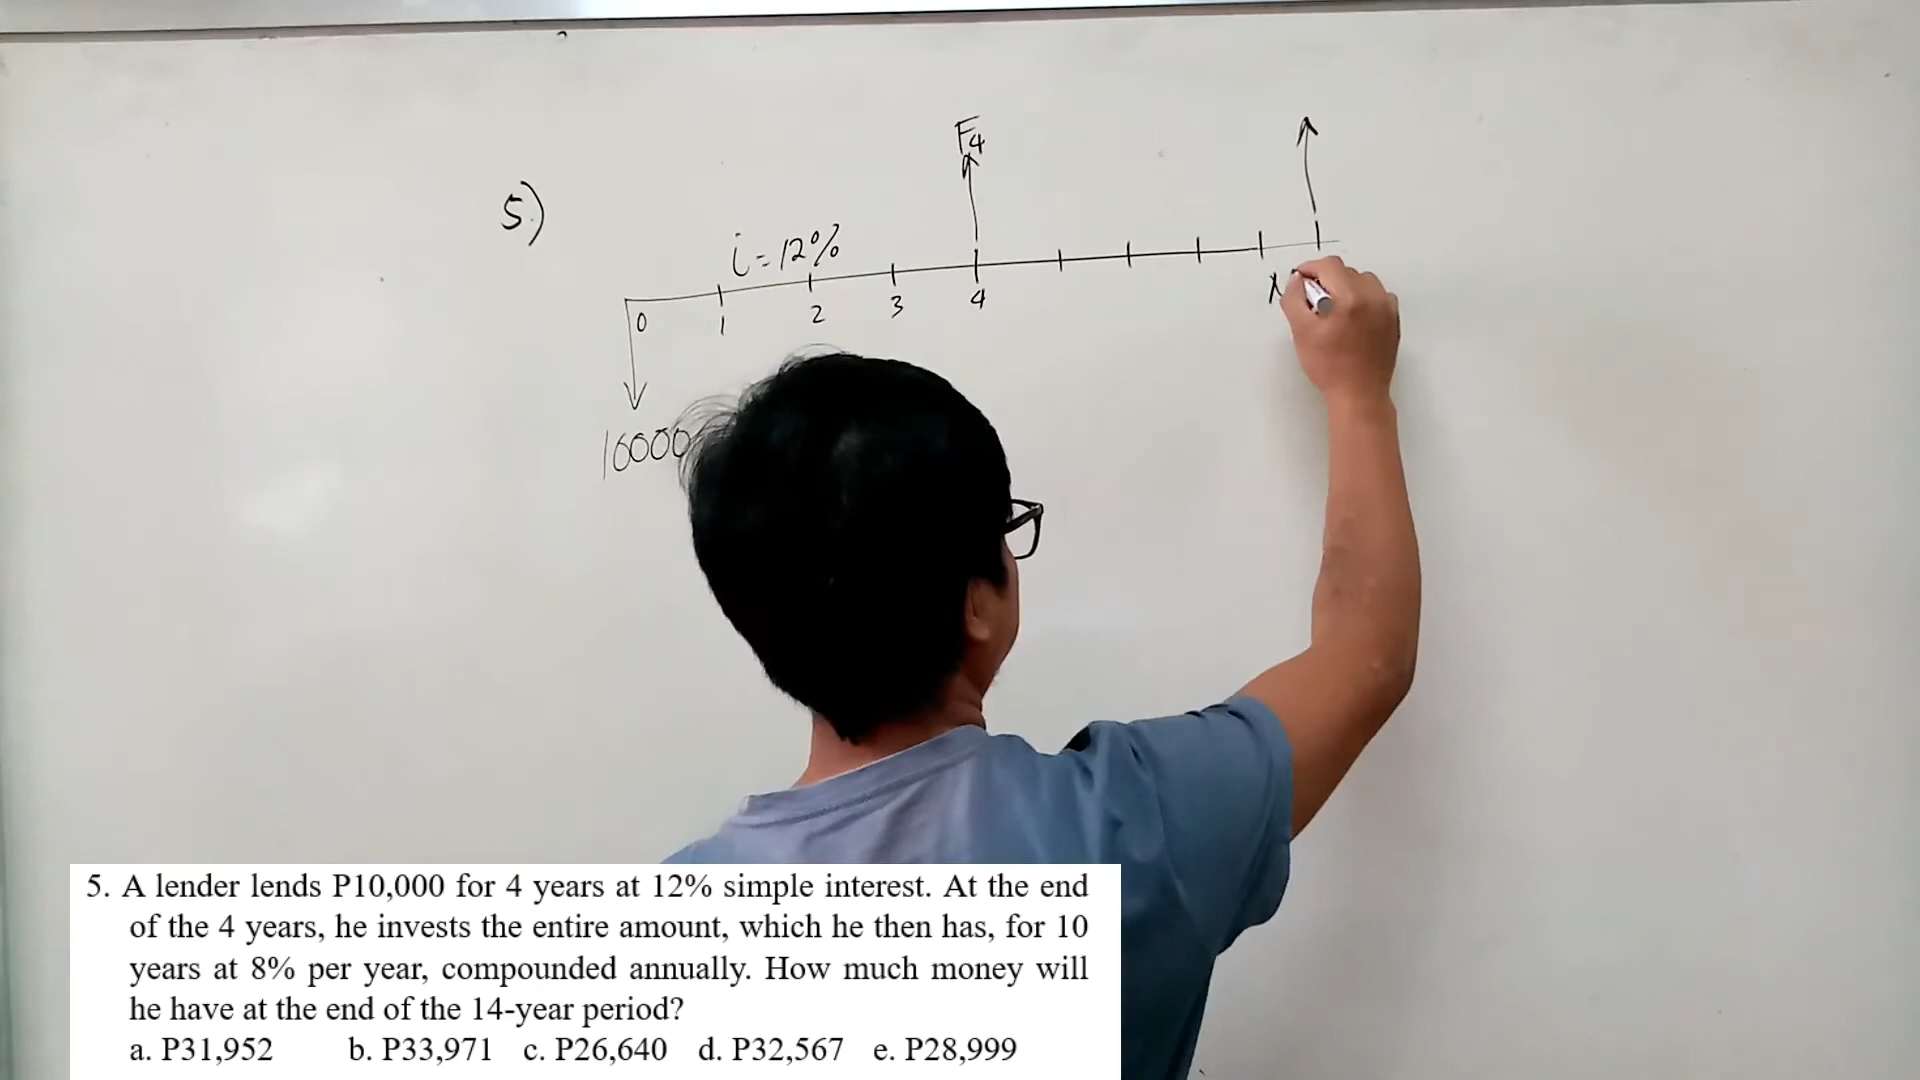 F4
5)
i = 12%
0 1 2 3 4
10000
5. A lender lends P10,000 for 4 years at 12% simple interest. At the end
of the 4 years, he invests the entire amount, which he then has, for 10
years at 8% per year, compounded annually. How much money will
he have at the end of the 14-year period?
a. P31,952 b. P33,971 c. P26,640 d. P32,567 e. P28,999